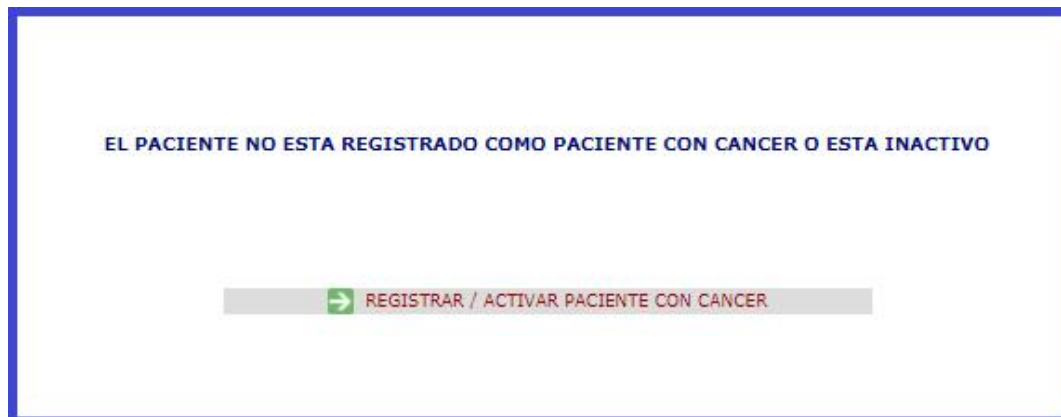 EL PACIENTE NO ESTA REGISTRADO COMO PACIENTE CON CANCER O ESTA INACTIVO
REGISTRAR / ACTIVAR PACIENTE CON CANCER